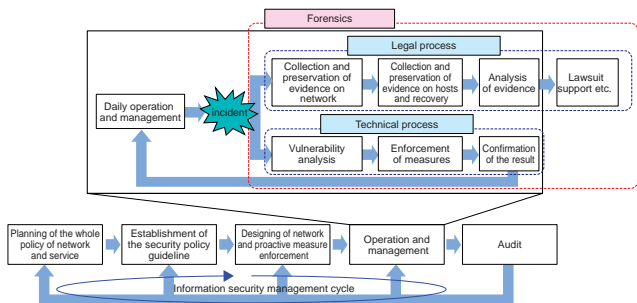 Forensics
Legal process
Collection and
preservation of
evidence on
network
Collection and
preservation of
evidence on hosts
and recovery
Analysis
of evidence
Lawsuit
support etc.
Daily operation
and management
incident
Technical process
Vulnerability
analysis
Enforcement
of measures
Confirmation
of the result
Planning of the whole
policy of network
and service
Establishment of
the security policy
guideline
Designing of network
and proactive measure
enforcement
Operation and
management
Audit
Information security management cycle